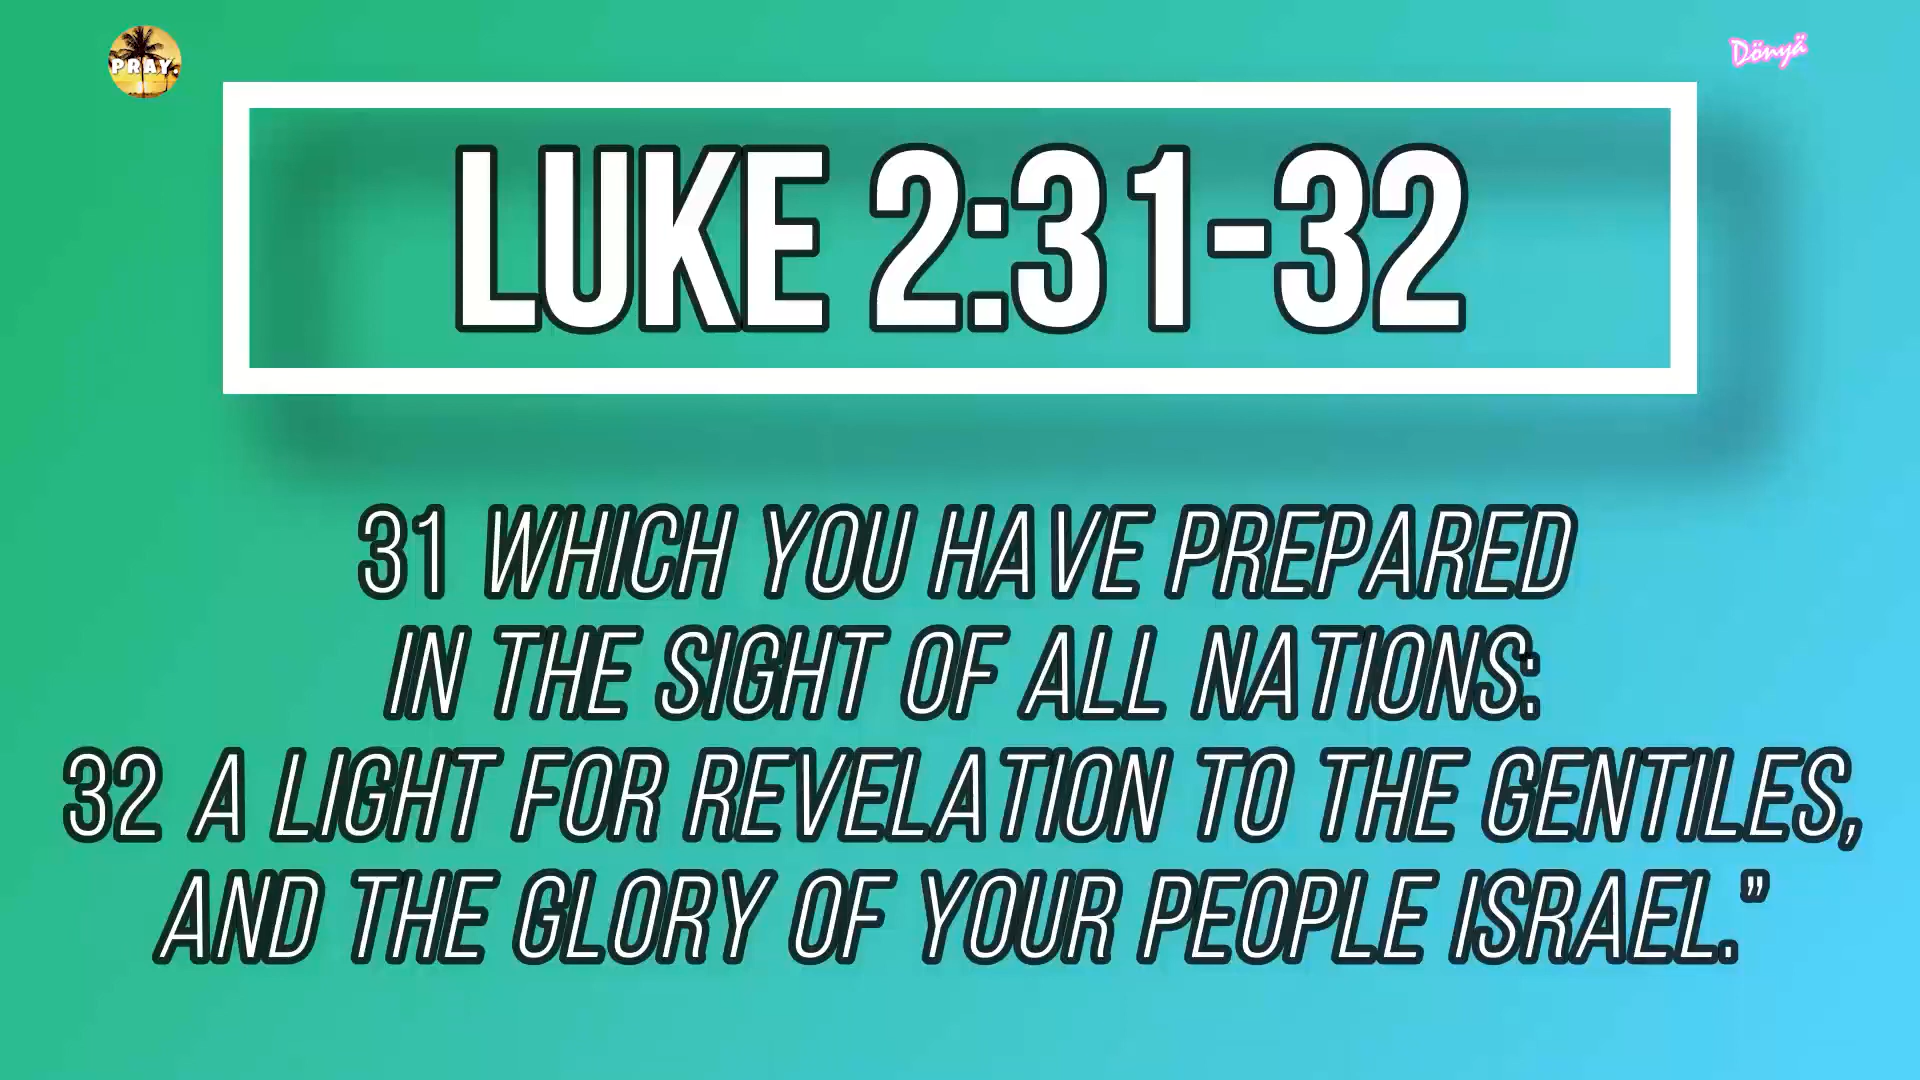 PRAY.
Dönyä
LUKE 2:31-32
31 WHICH YOU HAVE PREPARED
IN THE SIGHT OF ALL NATIONS:
32 A LIGHT FOR REVELATION TO THE GENTILES,
AND THE GLORY OF YOUR PEOPLE ISRAEL.”